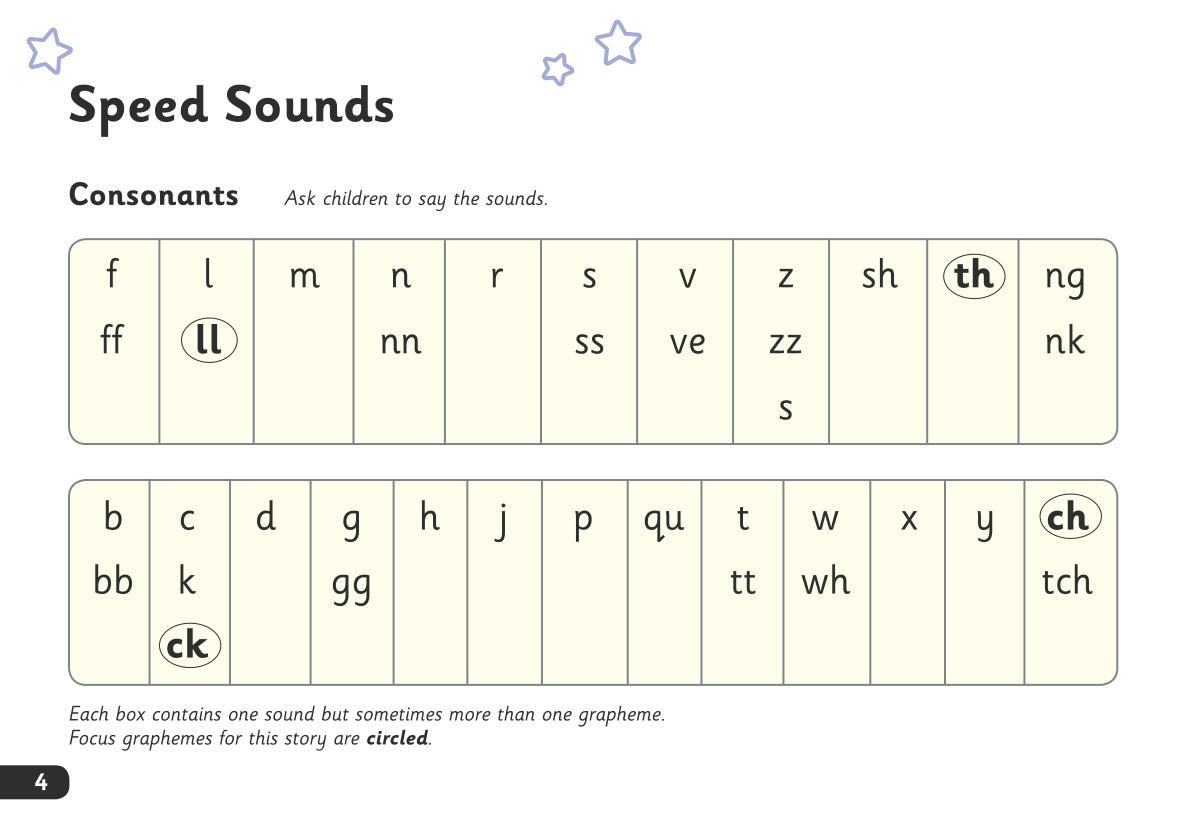 Speed Sounds
Consonants Ask children to say the sounds.
f l m n r s v z sh th ng
ff ll nn ss ve zz nk
s
b c d g h j p qu t w x y ch
bb k gg tt wh tch
ck
Each box contains one sound but sometimes more than one grapheme.
Focus graphemes for this story are circled.
4